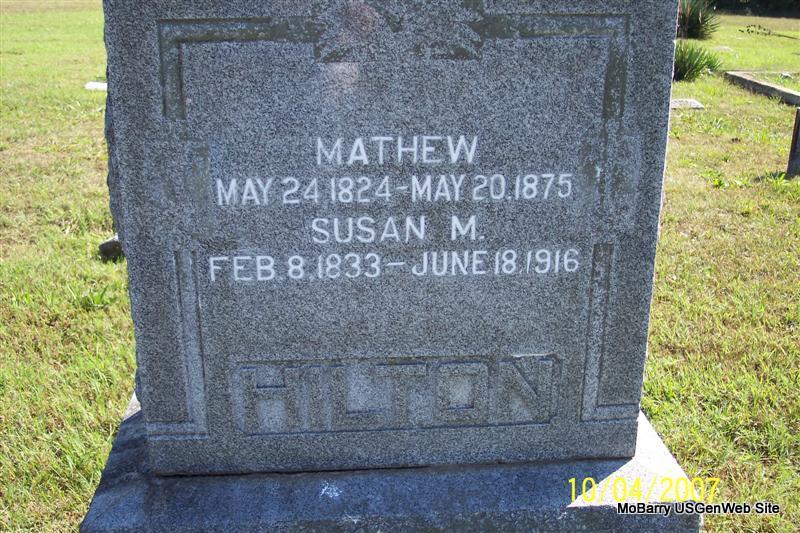 MATHEW
MAY 24 1824-MAY 20.1875
SUSAN M.
FEB 8.1833-JUNE 18.1916
HILTON
10/04/2007
MoBarry USGenWeb Site